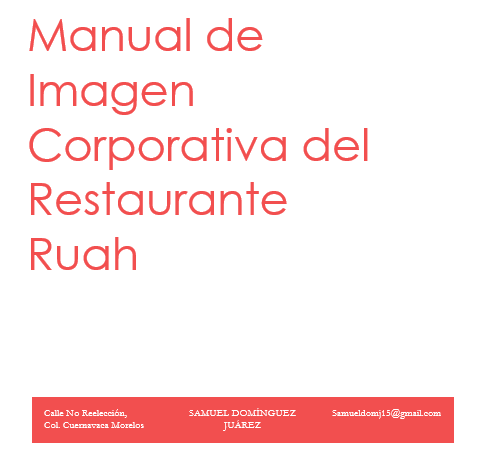 Manual de
Imagen
Corporativa del
Restaurante
Ruah
Calle No Reelección,
Col. Cuernavaca Morelos
SAMUEL DOMÍNGUEZ
JUÁREZ
Samueldomj15@gmail.com